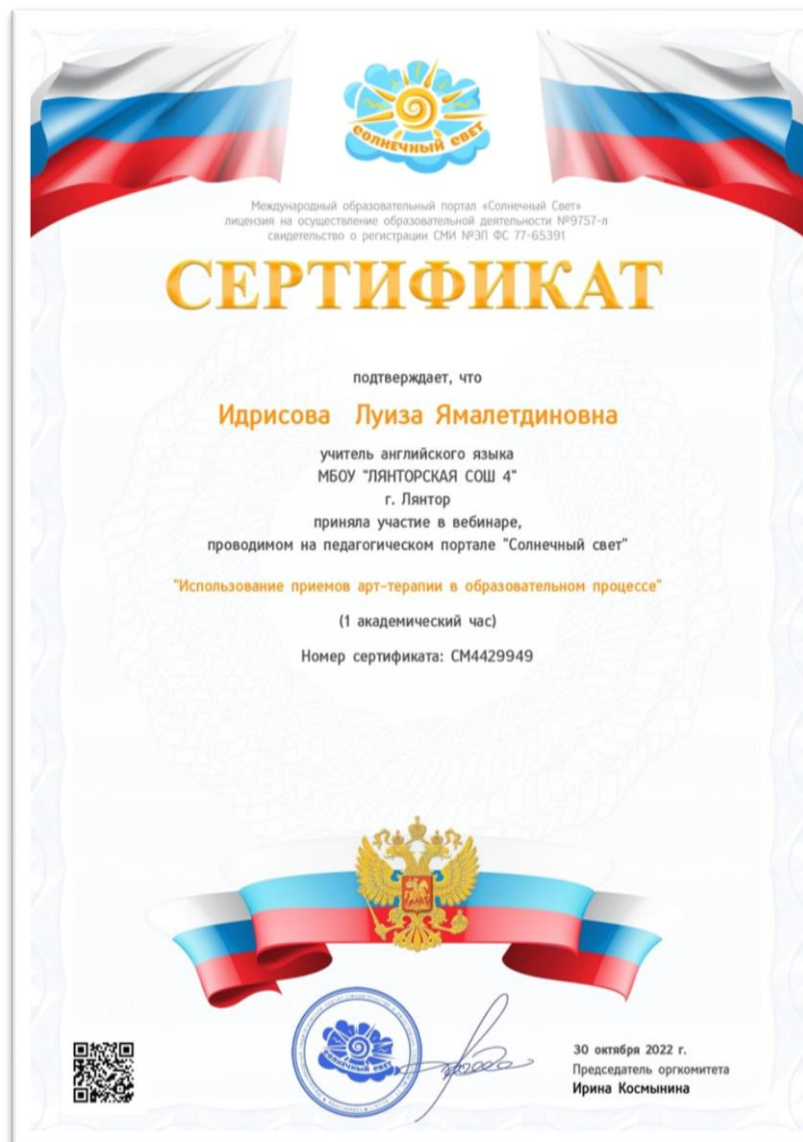 СОЛНЕЧНЫЙ СВЕТ
Международный образовательный портал «Солнечный Свет»
лицензия на осуществление образовательной деятельности №9757-л
свидетельство о регистрации СМИ №ЭЛ ФС 77-65391
СЕРТИФИКАТ
подтверждает, что
Идрисова Луиза Ямалетдиновна
учитель английского языка
МБОУ "ЛЯНТОРСКАЯ СОШ 4"
г. Лянтор
приняла участие в вебинаре,
проводимом на педагогическом портале "Солнечный свет"
"Использование приемов арт-терапии в образовательном процессе"
(1 академический час)
Номер сертификата: СМ4429949
СОЛНЕЧНЫЙ СВЕТ
30 октября 2022 г.
Председатель оргкомитета
Ирина Космынина